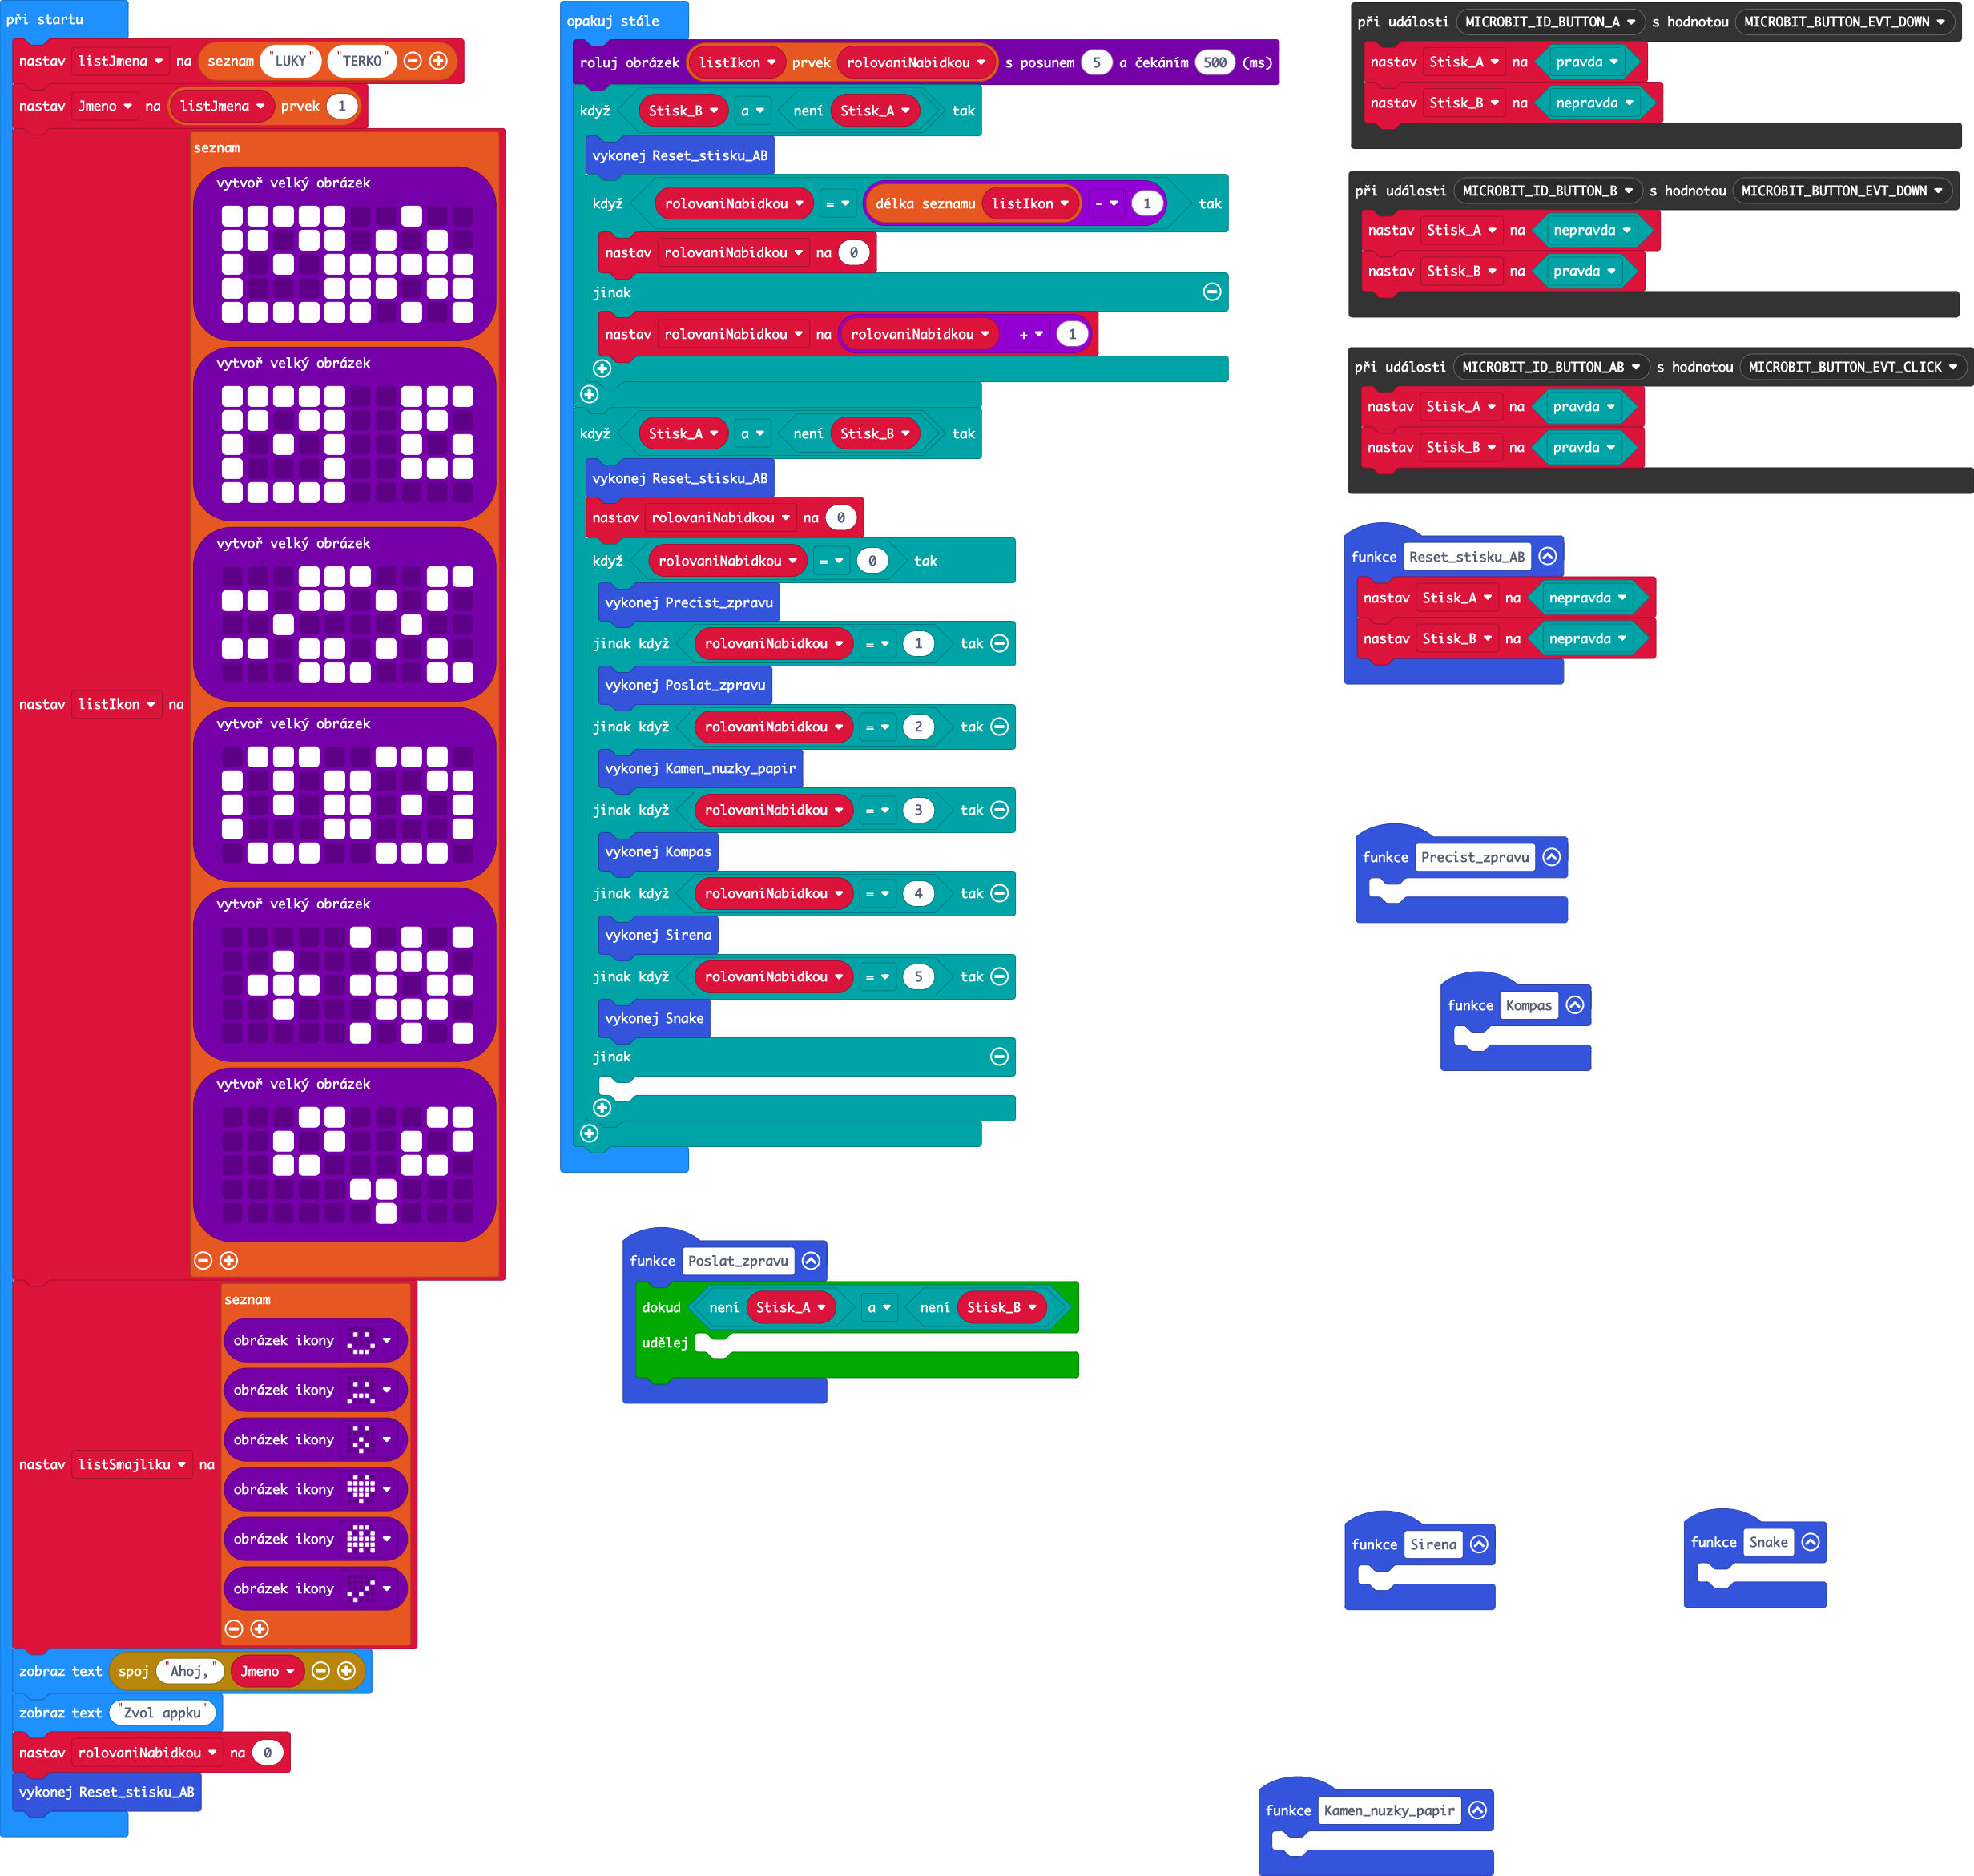 při startu
nastav listJmena na seznam "LUKY" "TERKO"
nastav Jmeno na listJmena prvek 1
nastav listIkon na seznam
vytvoř velký obrázek
vytvoř velký obrázek
vytvoř velký obrázek
vytvoř velký obrázek
vytvoř velký obrázek
vytvoř velký obrázek
nastav listSmajliku na seznam
obrázek ikony
obrázek ikony
obrázek ikony
obrázek ikony
obrázek ikony
obrázek ikony
zobraz text spoj "Ahoj," Jmeno
zobraz text "Zvol appku"
nastav rolovaniNabidkou na 0
vykonej Reset_stisku_AB
opakuj stále
roluj obrázek listIkon prvek rolovaniNabidkou s posunem 5 a čekáním 500 (ms)
když Stisk_B a není Stisk_A tak
vykonej Reset_stisku_AB
když rolovaniNabidkou = délka seznamu listIkon - 1 tak
nastav rolovaniNabidkou na 0
jinak
nastav rolovaniNabidkou na rolovaniNabidkou + 1
když Stisk_A a není Stisk_B tak
vykonej Reset_stisku_AB
nastav rolovaniNabidkou na 0
když rolovaniNabidkou = 0 tak
vykonej Precist_zpravu
jinak když rolovaniNabidkou = 1 tak
vykonej Poslat_zpravu
jinak když rolovaniNabidkou = 2 tak
vykonej Kamen_nuzky_papir
jinak když rolovaniNabidkou = 3 tak
vykonej Kompas
jinak když rolovaniNabidkou = 4 tak
vykonej Sirena
jinak když rolovaniNabidkou = 5 tak
vykonej Snake
jinak
funkce Poslat_zpravu
dokud není Stisk_A a není Stisk_B
udělej
při události MICROBIT_ID_BUTTON_A s hodnotou MICROBIT_BUTTON_EVT_DOWN
nastav Stisk_A na pravda
nastav Stisk_B na nepravda
při události MICROBIT_ID_BUTTON_B s hodnotou MICROBIT_BUTTON_EVT_DOWN
nastav Stisk_A na nepravda
nastav Stisk_B na pravda
při události MICROBIT_ID_BUTTON_AB s hodnotou MICROBIT_BUTTON_EVT_CLICK
nastav Stisk_A na pravda
nastav Stisk_B na pravda
funkce Reset_stisku_AB
nastav Stisk_A na nepravda
nastav Stisk_B na nepravda
funkce Precist_zpravu
funkce Kompas
funkce Sirena
funkce Snake
funkce Kamen_nuzky_papir